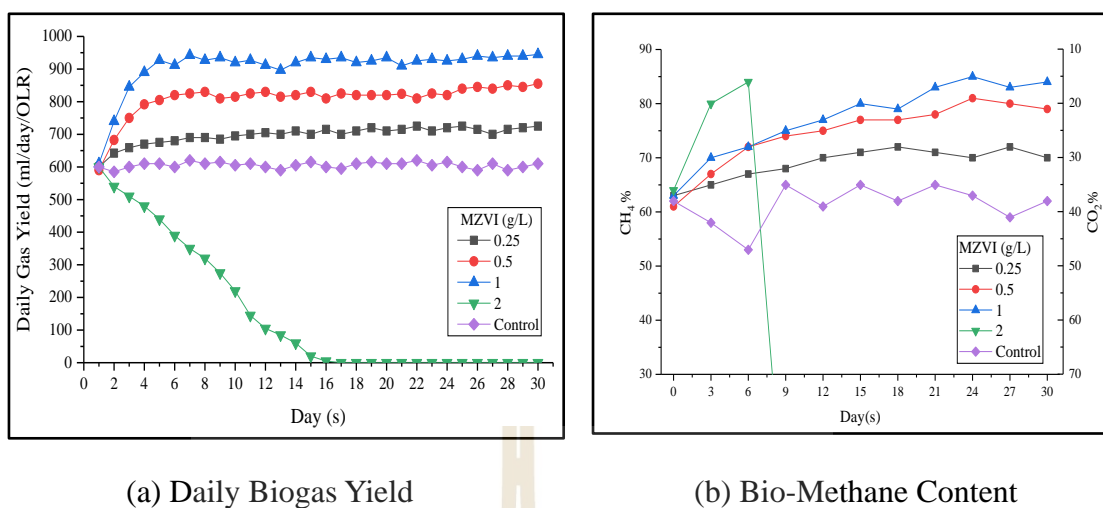 Daily Gas Yield (ml/day/OLR)
1000
900
800
700
600
500
400
300
200
100
0
MZVI (g/L)
0.25
0.5
1
2
Control
0 2 4 6 8 10 12 14 16 18 20 22 24 26 28 30
Day (s)
(a) Daily Biogas Yield
CH4 %
90
80
70
60
50
40
30
10
20
30
40
50
60
70
CO2%
MZVI (g/L)
0.25
0.5
1
2
Control
0 3 6 9 12 15 18 21 24 27 30
Day(s)
(b) Bio-Methane Content